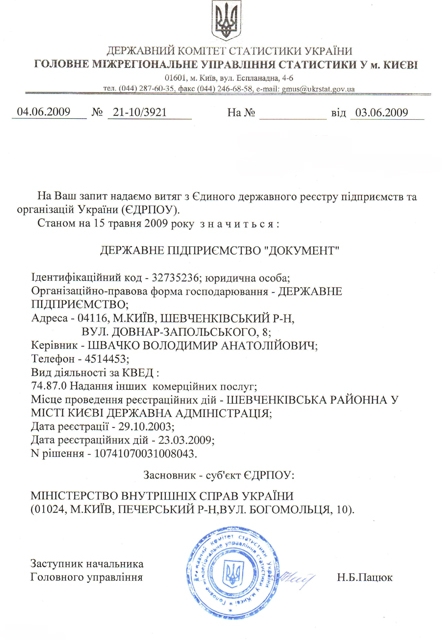 ДЕРЖАВНИЙ КОМІТЕТ СТАТИСТИКИ УКРАЇНИ
ГОЛОВНЕ МІЖРЕГІОНАЛЬНЕ УПРАВЛІННЯ СТАТИСТИКИ У м. КИЄВІ
01601, м. Київ, вул. Еспланадна, 4-6
тел. (044) 287-60-35, факс (044) 246-68-58, e-mail: gmus@ukrstat.gov.ua
04.06.2009 № 21-10/3921 На № від 03.06.2009
На Ваш запит надаємо витяг з Єдиного державного реєстру підприємств та
організацій України (ЄДРПОУ).
Станом на 15 травня 2009 року з н а ч и т ь с я :
ДЕРЖАВНЕ ПІДПРИЄМСТВО "ДОКУМЕНТ"
Ідентифікаційний код - 32735236; юридична особа;
Організаційно-правова форма господарювання - ДЕРЖАВНЕ
ПІДПРИЄМСТВО;
Адреса - 04116, М.КИЇВ, ШЕВЧЕНКІВСЬКИЙ Р-Н,
ВУЛ. ДОВНАР-ЗАПОЛЬСЬКОГО, 8;
Керівник - ШВАЧКО ВОЛОДИМИР АНАТОЛІЙОВИЧ;
Телефон - 4514453;
Вид діяльності за КВЕД :
74.87.0 Надання інших комерційних послуг;
Місце проведення реєстраційних дій - ШЕВЧЕНКІВСЬКА РАЙОННА У
МІСТІ КИЄВІ ДЕРЖАВНА АДМІНІСТРАЦІЯ;
Дата реєстрації - 29.10.2003;
Дата реєстраційних дій - 23.03.2009;
N рішення - 10741070031008043.
Засновник - суб'єкт ЄДРПОУ:
МІНІСТЕРСТВО ВНУТРІШНІХ СПРАВ УКРАЇНИ
(01024, М.КИЇВ, ПЕЧЕРСЬКИЙ Р-Н,ВУЛ. БОГОМОЛЬЦЯ, 10).
Заступник начальника
Головного управління Н.Б.Пацюк